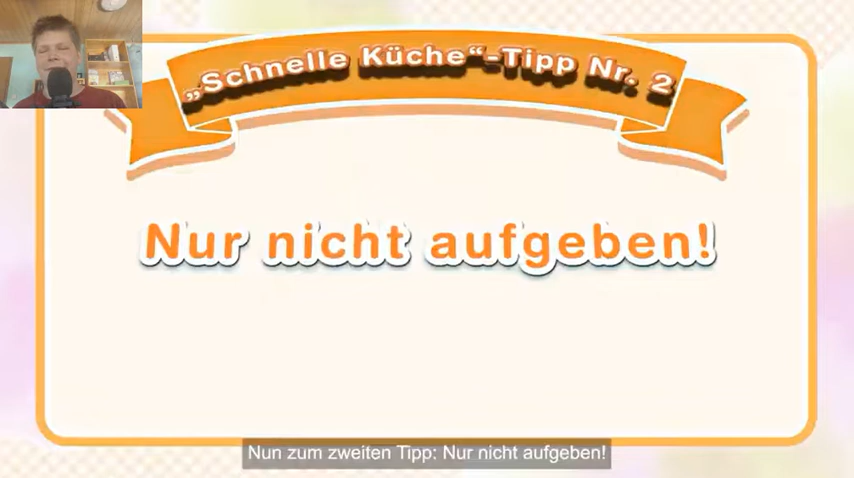 „Schnelle Küche“-Tipp Nr. 2
Nur nicht aufgeben!
Nun zum zweiten Tipp: Nur nicht aufgeben!